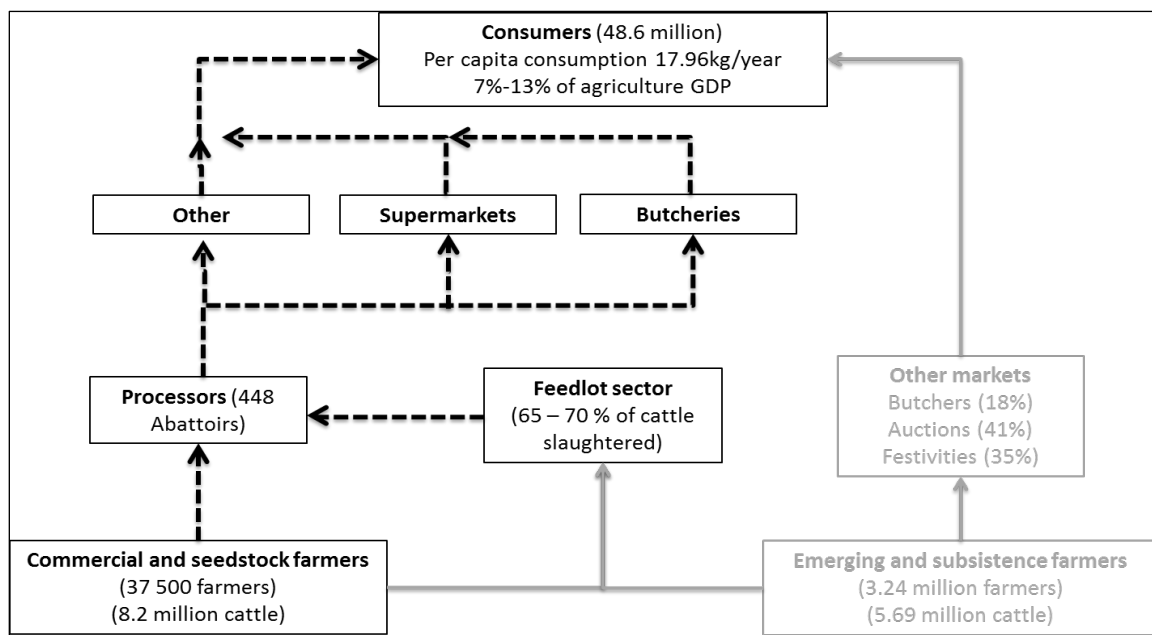 Consumers (48.6 million)
Per capita consumption 17.96kg/year
7%-13% of agriculture GDP
Other
Supermarkets
Butcheries
Processors (448
Abattoirs)
Feedlot sector
(65 – 70 % of cattle
slaughtered)
Other markets
Butchers (18%)
Auctions (41%)
Festivities (35%)
Commercial and seedstock farmers
(37 500 farmers)
(8.2 million cattle)
Emerging and subsistence farmers
(3.24 million farmers)
(5.69 million cattle)